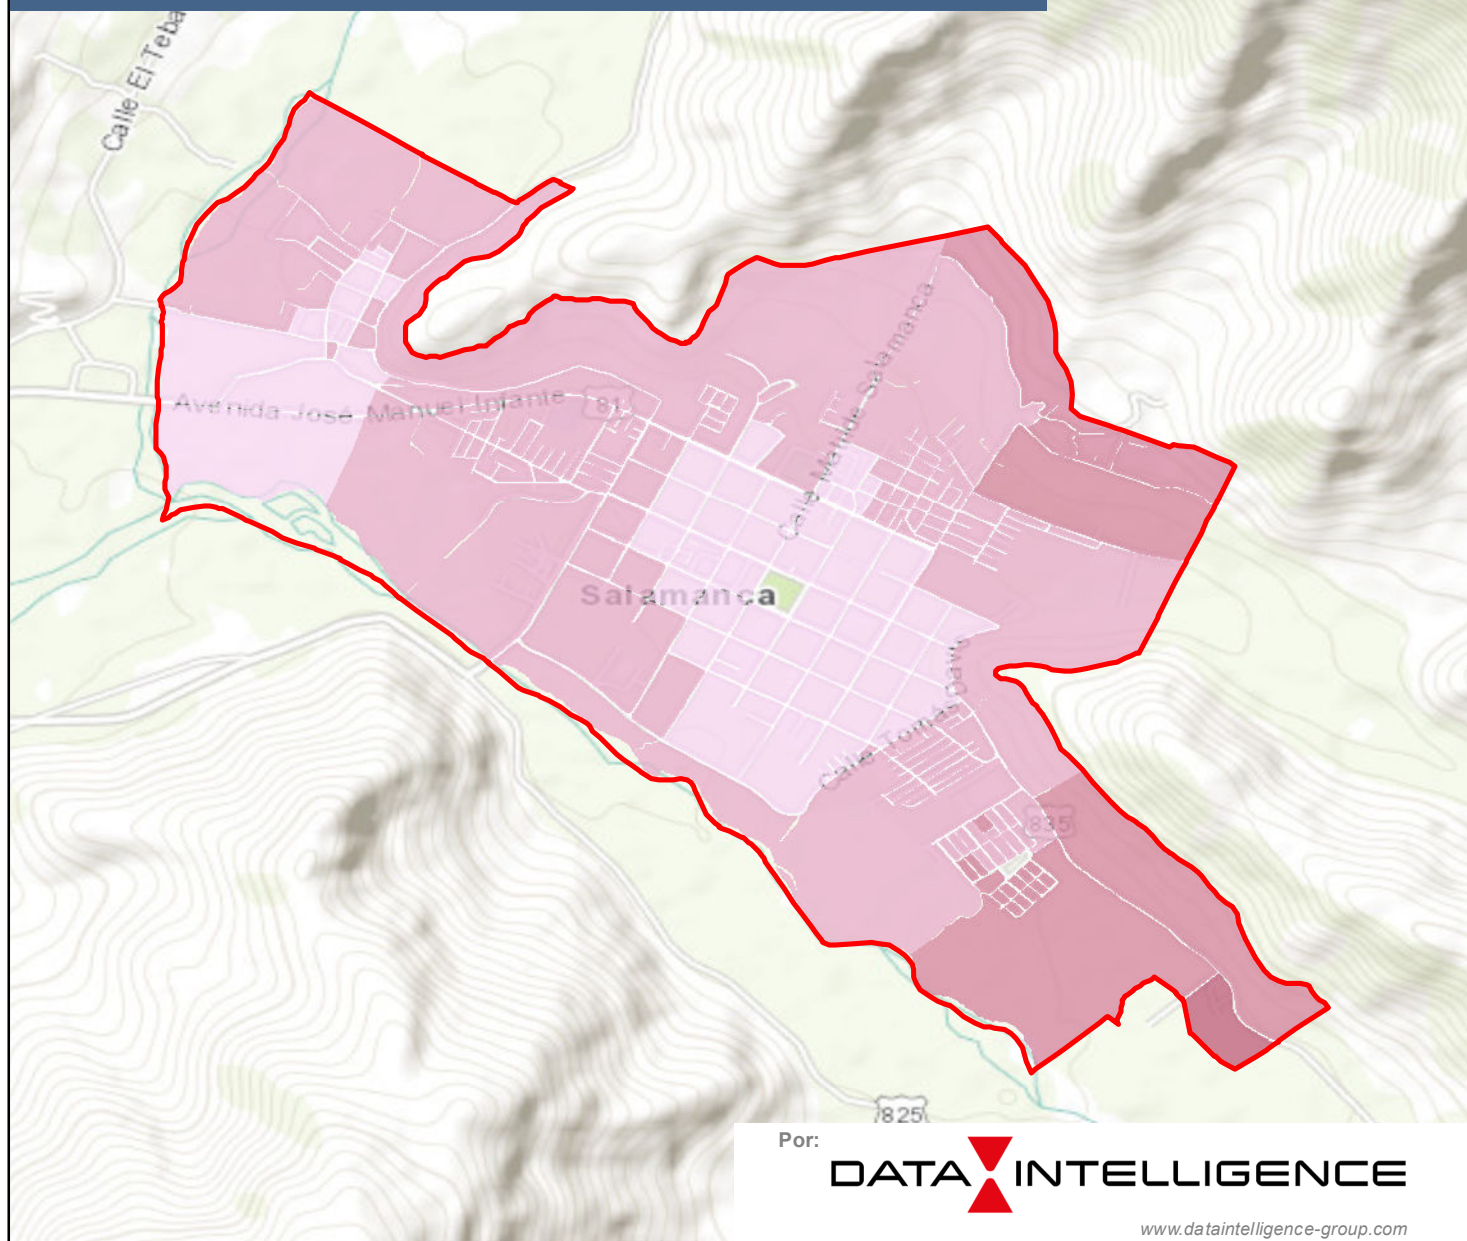 Calle El Teba
Avenida José Manuel Infante
81
Calle Matilde Salamanca
Salamanca
Calle Tomás
835
825
Por:
DATA INTELLIGENCE
www.dataintelligence-group.com